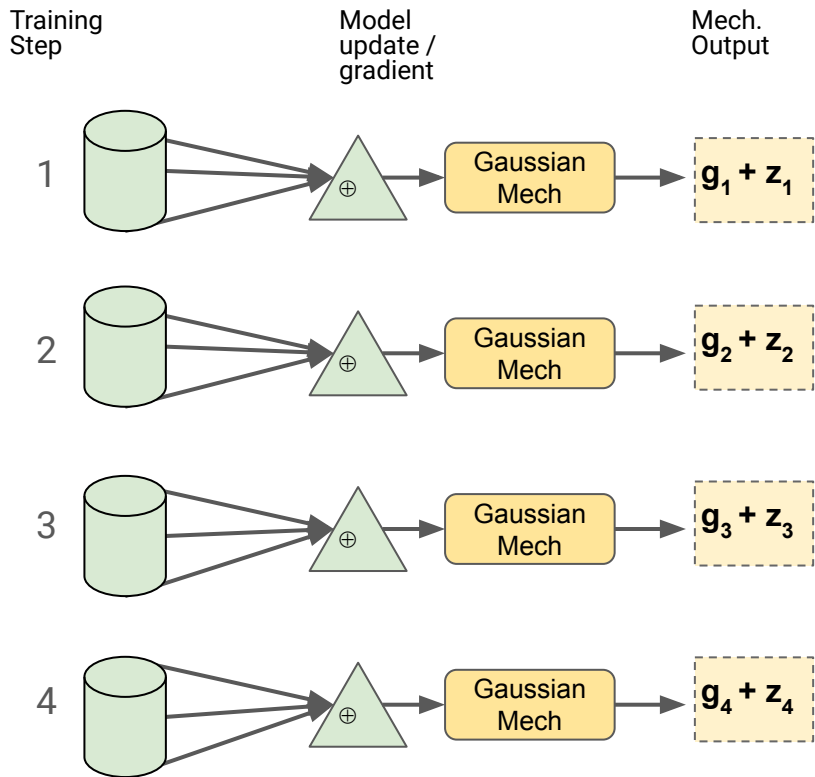 Training
Step
Model
update /
gradient
Mech.
Output
1
⊕
Gaussian
Mech
g₁ + z₁
2
⊕
Gaussian
Mech
g₂ + z₂
3
⊕
Gaussian
Mech
g₃ + z₃
4
⊕
Gaussian
Mech
g₄ + z₄